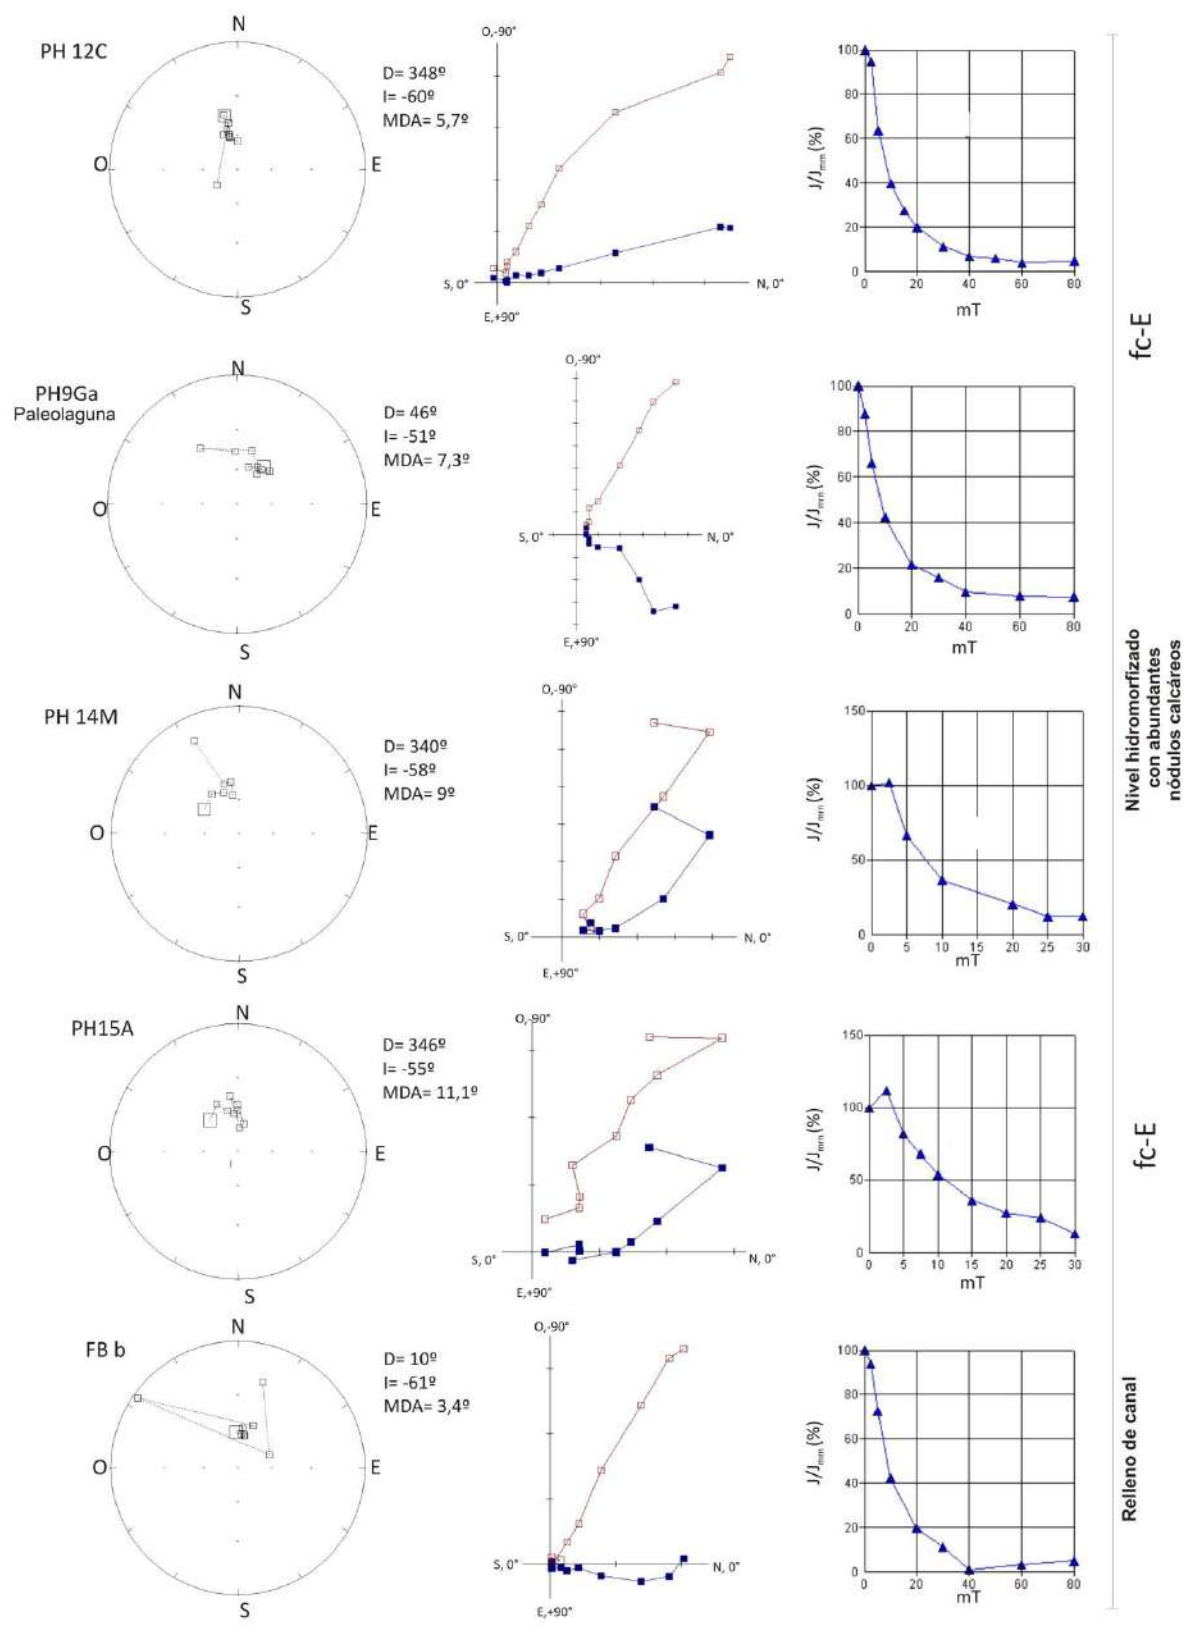 PH 12C
N
O
E
S
D= 348º
I= -60º
MDA= 5,7º
O,-90°
S, 0°
N, 0°
E,+90°
J/Jmrn (%)
100
80
60
40
20
0
0 20 40 60 80
mT
fc-E
PH9Ga
Paleolaguna
N
O
E
S
D= 46º
I= -51º
MDA= 7,3º
O,-90°
S, 0°
N, 0°
E,+90°
J/Jmrn (%)
100
80
60
40
20
0
0 20 40 60 80
mT
Nivel hidromorfizado
con abundantes
nódulos calcáreos
PH 14M
N
O
E
S
D= 340º
I= -58º
MDA= 9º
O,-90°
S, 0°
N, 0°
E,+90°
J/Jmrn (%)
150
100
50
0
0 5 10 15 20 25 30
mT
PH15A
N
O
E
S
D= 346º
I= -55º
MDA= 11,1º
O,-90°
S, 0°
N, 0°
E,+90°
J/Jmrn (%)
150
100
50
0
0 5 10 15 20 25 30
mT
fc-E
FB b
N
O
E
S
D= 10º
I= -61º
MDA= 3,4º
O,-90°
S, 0°
N, 0°
E,+90°
J/Jmrn (%)
100
80
60
40
20
0
0 20 40 60 80
mT
Relleno de canal